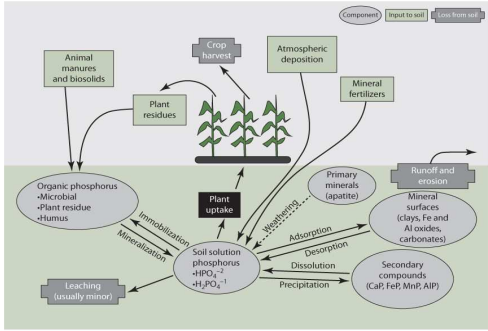 Component
Input to soil
Loss from soil
Animal
manures
and biosolids
Crop
harvest
Atmospheric
deposition
Mineral
fertilizers
Plant
residues
Runoff and
erosion
Organic phosphorus
•Microbial
•Plant residue
•Humus
Plant
uptake
Primary
minerals
(apatite)
Mineral
surfaces
(clays, Fe and
Al oxides,
carbonates)
Weathering
Immobilization
Mineralization
Adsorption
Desorption
Soil solution
phosphorus
•HPO₄⁻²
•H₂PO₄⁻¹
Dissolution
Precipitation
Secondary
compounds
(CaP, FeP, MnP, AlP)
Leaching
(usually minor)